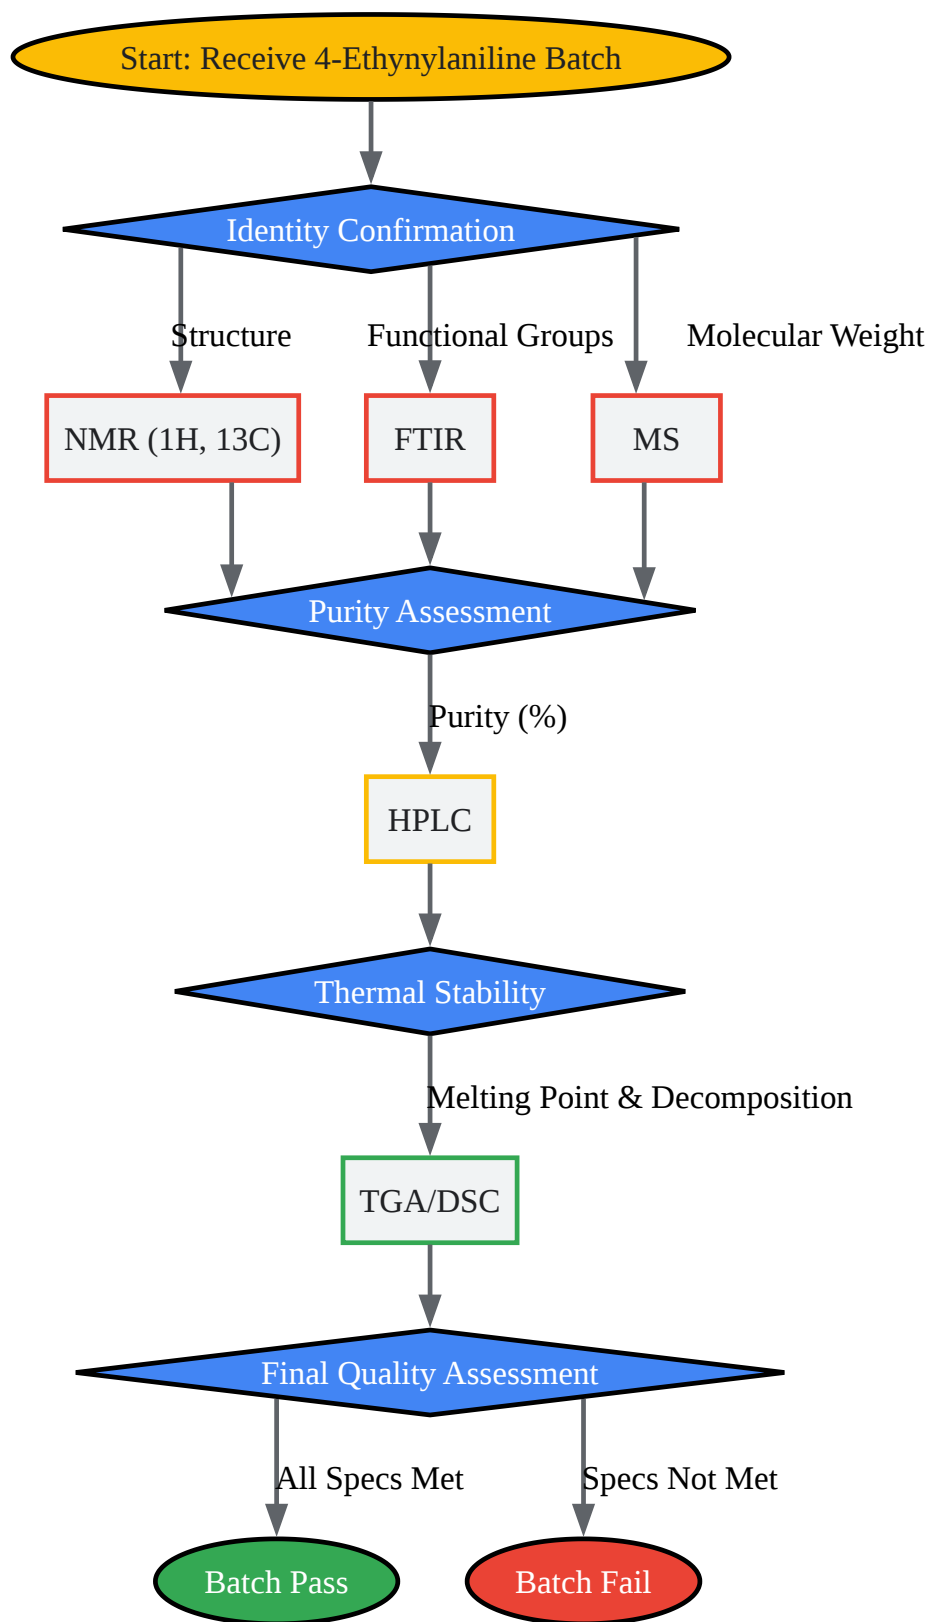 Start: Receive 4-Ethynylaniline Batch
Identity Confirmation
Structure
Functional Groups
Molecular Weight
NMR (1H, 13C)
FTIR
MS
Purity Assessment
Purity (%)
HPLC
Thermal Stability
Melting Point & Decomposition
TGA/DSC
Final Quality Assessment
All Specs Met
Specs Not Met
Batch Pass
Batch Fail